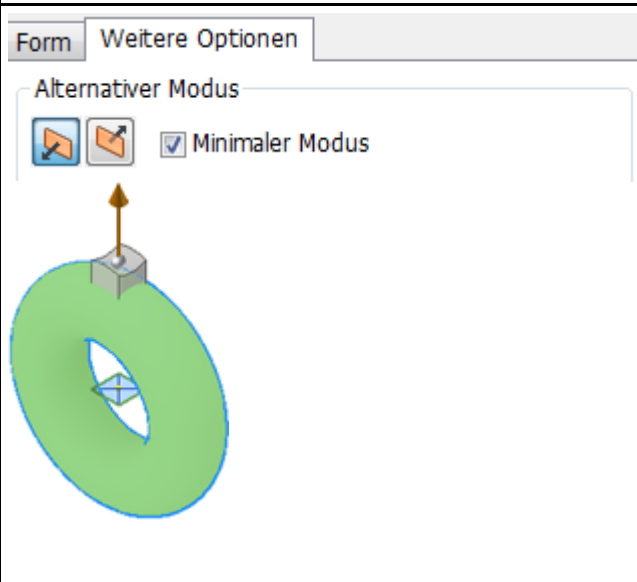 Form
Weitere Optionen
Alternativer Modus
Minimaler Modus